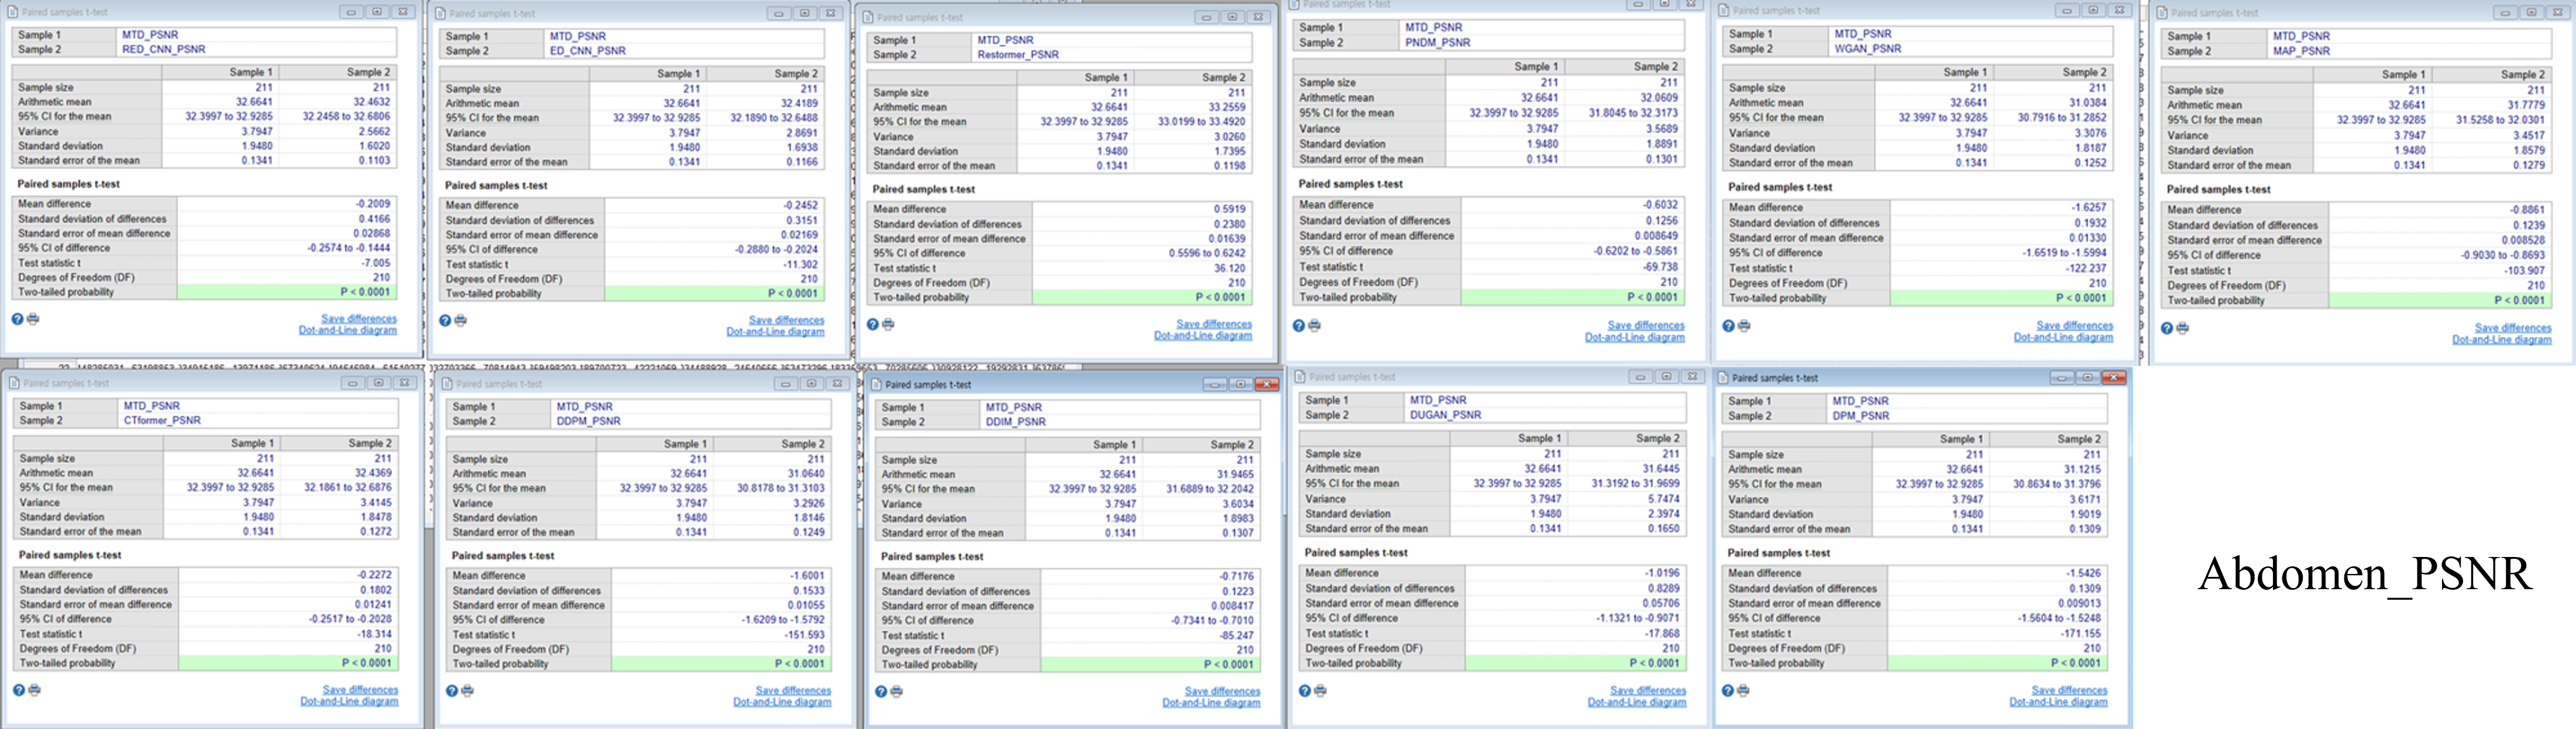 Paired samples t-test
Sample 1 MTD_PSNR
Sample 2 RED_CNN_PSNR
Sample 1 Sample 2
Sample size 211 211
Arithmetic mean 32.6641 32.4632
95% CI for the mean 32.3997 to 32.9285 32.2458 to 32.6806
Variance 3.7947 2.5662
Standard deviation 1.9480 1.6020
Standard error of the mean 0.1341 0.1103
Paired samples t-test
Mean difference -0.2009
Standard deviation of differences 0.4166
Standard error of mean difference 0.02868
95% CI of difference -0.2574 to -0.1444
Test statistic t -7.005
Degrees of Freedom (DF) 210
Two-tailed probability P < 0.0001
Save differences
Dot-and-Line diagram
Paired samples t-test
Sample 1 MTD_PSNR
Sample 2 ED_CNN_PSNR
Sample 1 Sample 2
Sample size 211 211
Arithmetic mean 32.6641 32.4189
95% CI for the mean 32.3997 to 32.9285 32.1890 to 32.6488
Variance 3.7947 2.8691
Standard deviation 1.9480 1.6938
Standard error of the mean 0.1341 0.1166
Paired samples t-test
Mean difference -0.2452
Standard deviation of differences 0.3151
Standard error of mean difference 0.02169
95% CI of difference -0.2880 to -0.2024
Test statistic t -11.302
Degrees of Freedom (DF) 210
Two-tailed probability P < 0.0001
Save differences
Dot-and-Line diagram
Paired samples t-test
Sample 1 MTD_PSNR
Sample 2 Restormer_PSNR
Sample 1 Sample 2
Sample size 211 211
Arithmetic mean 32.6641 33.2559
95% CI for the mean 32.3997 to 32.9285 33.0199 to 33.4920
Variance 3.7947 3.0260
Standard deviation 1.9480 1.7395
Standard error of the mean 0.1341 0.1198
Paired samples t-test
Mean difference 0.5919
Standard deviation of differences 0.2380
Standard error of mean difference 0.01639
95% CI of difference 0.5596 to 0.6242
Test statistic t 36.120
Degrees of Freedom (DF) 210
Two-tailed probability P < 0.0001
Save differences
Dot-and-Line diagram
Paired samples t-test
Sample 1 MTD_PSNR
Sample 2 PNDM_PSNR
Sample 1 Sample 2
Sample size 211 211
Arithmetic mean 32.6641 32.0609
95% CI for the mean 32.3997 to 32.9285 31.8045 to 32.3173
Variance 3.7947 3.5689
Standard deviation 1.9480 1.8891
Standard error of the mean 0.1341 0.1301
Paired samples t-test
Mean difference -0.6032
Standard deviation of differences 0.1256
Standard error of mean difference 0.008649
95% CI of difference -0.6202 to -0.5861
Test statistic t -69.738
Degrees of Freedom (DF) 210
Two-tailed probability P < 0.0001
Save differences
Dot-and-Line diagram
Paired samples t-test
Sample 1 MTD_PSNR
Sample 2 WGAN_PSNR
Sample 1 Sample 2
Sample size 211 211
Arithmetic mean 32.6641 31.0384
95% CI for the mean 32.3997 to 32.9285 30.7916 to 31.2852
Variance 3.7947 3.3076
Standard deviation 1.9480 1.8187
Standard error of the mean 0.1341 0.1252
Paired samples t-test
Mean difference -1.6257
Standard deviation of differences 0.1932
Standard error of mean difference 0.01330
95% CI of difference -1.6519 to -1.5994
Test statistic t -122.237
Degrees of Freedom (DF) 210
Two-tailed probability P < 0.0001
Save differences
Dot-and-Line diagram
Paired samples t-test
Sample 1 MTD_PSNR
Sample 2 MAP_PSNR
Sample 1 Sample 2
Sample size 211 211
Arithmetic mean 32.6641 31.7779
95% CI for the mean 32.3997 to 32.9285 31.5258 to 32.0301
Variance 3.7947 3.4517
Standard deviation 1.9480 1.8579
Standard error of the mean 0.1341 0.1279
Paired samples t-test
Mean difference -0.8861
Standard deviation of differences 0.1239
Standard error of mean difference 0.008528
95% CI of difference -0.9030 to -0.8693
Test statistic t -103.907
Degrees of Freedom (DF) 210
Two-tailed probability P < 0.0001
Save differences
Dot-and-Line diagram
Paired samples t-test
Sample 1 MTD_PSNR
Sample 2 CTformer_PSNR
Sample 1 Sample 2
Sample size 211 211
Arithmetic mean 32.6641 32.4369
95% CI for the mean 32.3997 to 32.9285 32.1861 to 32.6876
Variance 3.7947 3.4145
Standard deviation 1.9480 1.8478
Standard error of the mean 0.1341 0.1272
Paired samples t-test
Mean difference -0.2272
Standard deviation of differences 0.1802
Standard error of mean difference 0.01241
95% CI of difference -0.2517 to -0.2028
Test statistic t -18.314
Degrees of Freedom (DF) 210
Two-tailed probability P < 0.0001
Save differences
Dot-and-Line diagram
Paired samples t-test
Sample 1 MTD_PSNR
Sample 2 DDPM_PSNR
Sample 1 Sample 2
Sample size 211 211
Arithmetic mean 32.6641 31.0640
95% CI for the mean 32.3997 to 32.9285 30.8178 to 31.3103
Variance 3.7947 3.2926
Standard deviation 1.9480 1.8146
Standard error of the mean 0.1341 0.1249
Paired samples t-test
Mean difference -1.6001
Standard deviation of differences 0.1533
Standard error of mean difference 0.01055
95% CI of difference -1.6209 to -1.5792
Test statistic t -151.593
Degrees of Freedom (DF) 210
Two-tailed probability P < 0.0001
Save differences
Dot-and-Line diagram
Paired samples t-test
Sample 1 MTD_PSNR
Sample 2 DDIM_PSNR
Sample 1 Sample 2
Sample size 211 211
Arithmetic mean 32.6641 31.9465
95% CI for the mean 32.3997 to 32.9285 31.6889 to 32.2042
Variance 3.7947 3.6034
Standard deviation 1.9480 1.8983
Standard error of the mean 0.1341 0.1307
Paired samples t-test
Mean difference -0.7176
Standard deviation of differences 0.1223
Standard error of mean difference 0.008417
95% CI of difference -0.7341 to -0.7010
Test statistic t -85.247
Degrees of Freedom (DF) 210
Two-tailed probability P < 0.0001
Save differences
Dot-and-Line diagram
Paired samples t-test
Sample 1 MTD_PSNR
Sample 2 DUGAN_PSNR
Sample 1 Sample 2
Sample size 211 211
Arithmetic mean 32.6641 31.6445
95% CI for the mean 32.3997 to 32.9285 31.3192 to 31.9699
Variance 3.7947 5.7474
Standard deviation 1.9480 2.3974
Standard error of the mean 0.1341 0.1650
Paired samples t-test
Mean difference -1.0196
Standard deviation of differences 0.8289
Standard error of mean difference 0.05706
95% CI of difference -1.1321 to -0.9071
Test statistic t -17.868
Degrees of Freedom (DF) 210
Two-tailed probability P < 0.0001
Save differences
Dot-and-Line diagram
Paired samples t-test
Sample 1 MTD_PSNR
Sample 2 DPM_PSNR
Sample 1 Sample 2
Sample size 211 211
Arithmetic mean 32.6641 31.1215
95% CI for the mean 32.3997 to 32.9285 30.8634 to 31.3796
Variance 3.7947 3.6171
Standard deviation 1.9480 1.9019
Standard error of the mean 0.1341 0.1309
Paired samples t-test
Mean difference -1.5426
Standard deviation of differences 0.1309
Standard error of mean difference 0.009013
95% CI of difference -1.5604 to -1.5248
Test statistic t -171.155
Degrees of Freedom (DF) 210
Two-tailed probability P < 0.0001
Save differences
Dot-and-Line diagram
Abdomen_PSNR